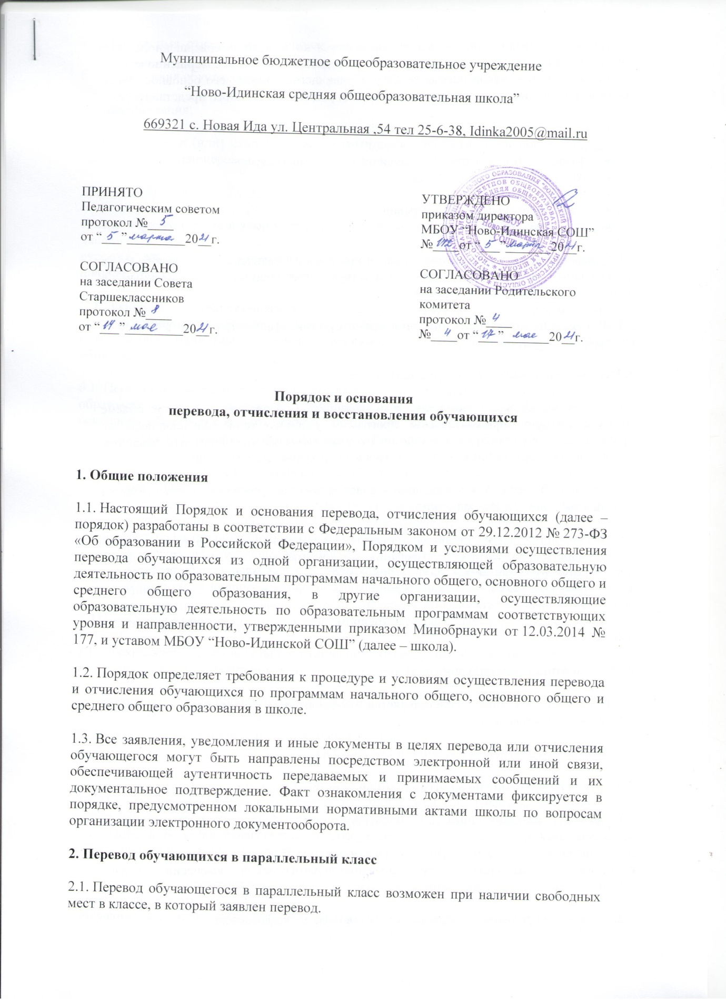 Муниципальное бюджетное общеобразовательное учреждение
“Ново-Идинская средняя общеобразовательная школа”
669321 с. Новая Ида ул. Центральная ,54 тел 25-6-38, Idinka2005@mail.ru
ПРИНЯТО
Педагогическим советом
протокол № 5
от “ 5 ” марта 2021 г.
СОГЛАСОВАНО
на заседании Совета
Старшеклассников
протокол № 8
от “ 14 ” мая 2021 г.
УТВЕРЖДЕНО
приказом директора
МБОУ “Ново-Идинская СОШ”
№ от “ 5 ” марта 2021 г.
МБОУ
Ново-Идинская
СОШ
СОГЛАСОВАНО
на заседании Родительского
комитета
протокол № 4
№ 4 от “ 17 ” мая 2021 г.
Порядок и основания
перевода, отчисления и восстановления обучающихся
1. Общие положения
1.1. Настоящий Порядок и основания перевода, отчисления обучающихся (далее –
порядок) разработаны в соответствии с Федеральным законом от 29.12.2012 № 273-ФЗ
«Об образовании в Российской Федерации», Порядком и условиями осуществления
перевода обучающихся из одной организации, осуществляющей образовательную
деятельность по образовательным программам начального общего, основного общего и
среднего общего образования, в другие организации, осуществляющие
образовательную деятельность по образовательным программам соответствующих
уровня и направленности, утвержденными приказом Минобрнауки от 12.03.2014 №
177, и уставом МБОУ “Ново-Идинской СОШ” (далее – школа).
1.2. Порядок определяет требования к процедуре и условиям осуществления перевода
и отчисления обучающихся по программам начального общего, основного общего и
среднего общего образования в школе.
1.3. Все заявления, уведомления и иные документы в целях перевода или отчисления
обучающегося могут быть направлены посредством электронной или иной связи,
обеспечивающей аутентичность передаваемых и принимаемых сообщений и их
документальное подтверждение. Факт ознакомления с документами фиксируется в
порядке, предусмотренном локальными нормативными актами школы по вопросам
организации электронного документооборота.
2. Перевод обучающихся в параллельный класс
2.1. Перевод обучающегося в параллельный класс возможен при наличии свободных
мест в классе, в который заявлен перевод.